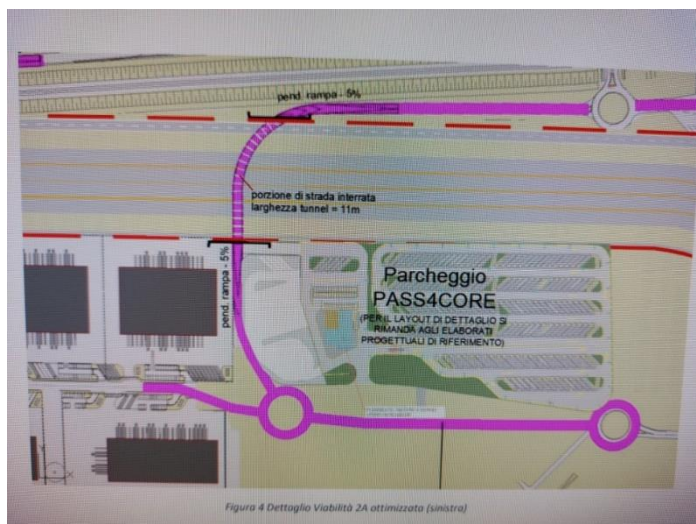 pend. rampa - 5%
porzione di strada interrata
larghezza tunnel = 11m
pend. rampa - 5%
Parcheggio
PASS4CORE
(PER IL LAYOUT DI DETTAGLIO SI
RIMANDA AGLI ELABORATI
PROGETTUALI DI RIFERIMENTO)
Figura 4 Dettaglio Viabilità 2A ottimizzato (sinistra)